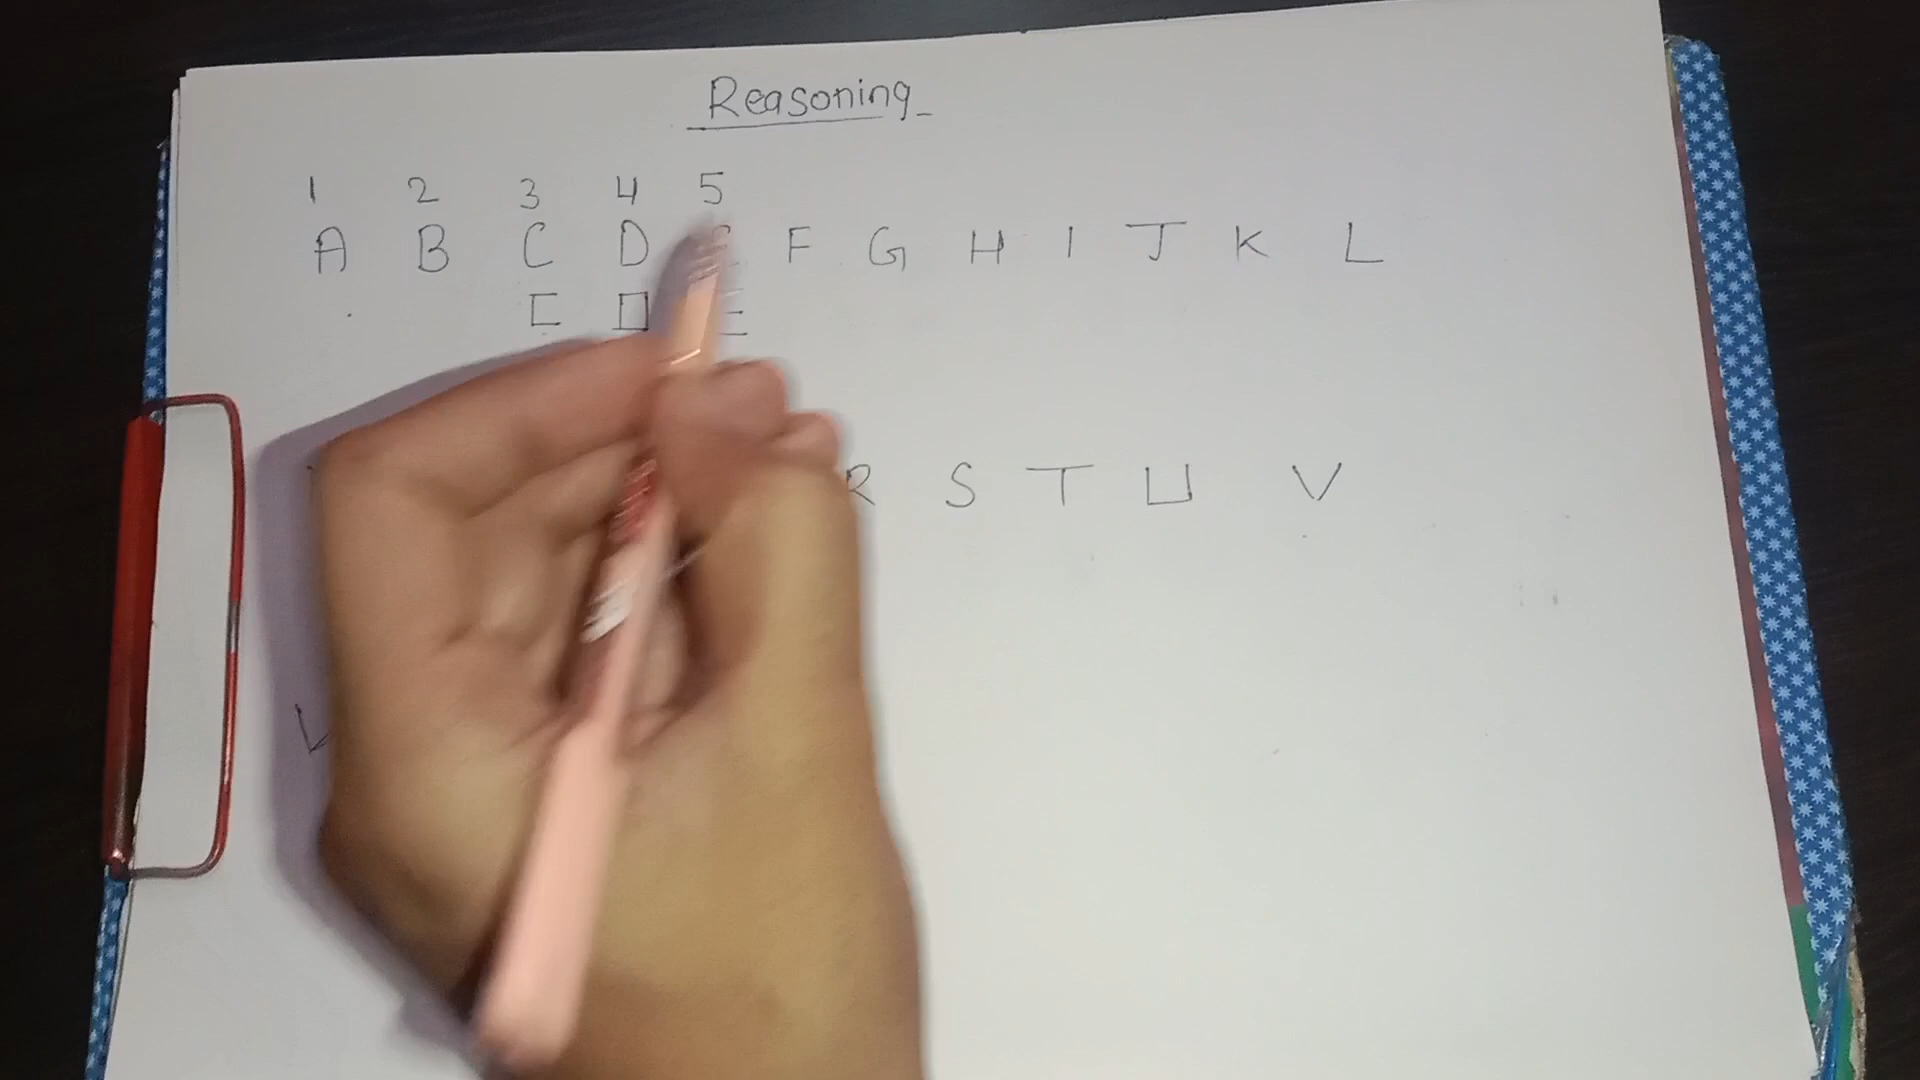 Reasoning
1 2 3 4 5
A B C D E F G H I J K L
C D E
R S T U V